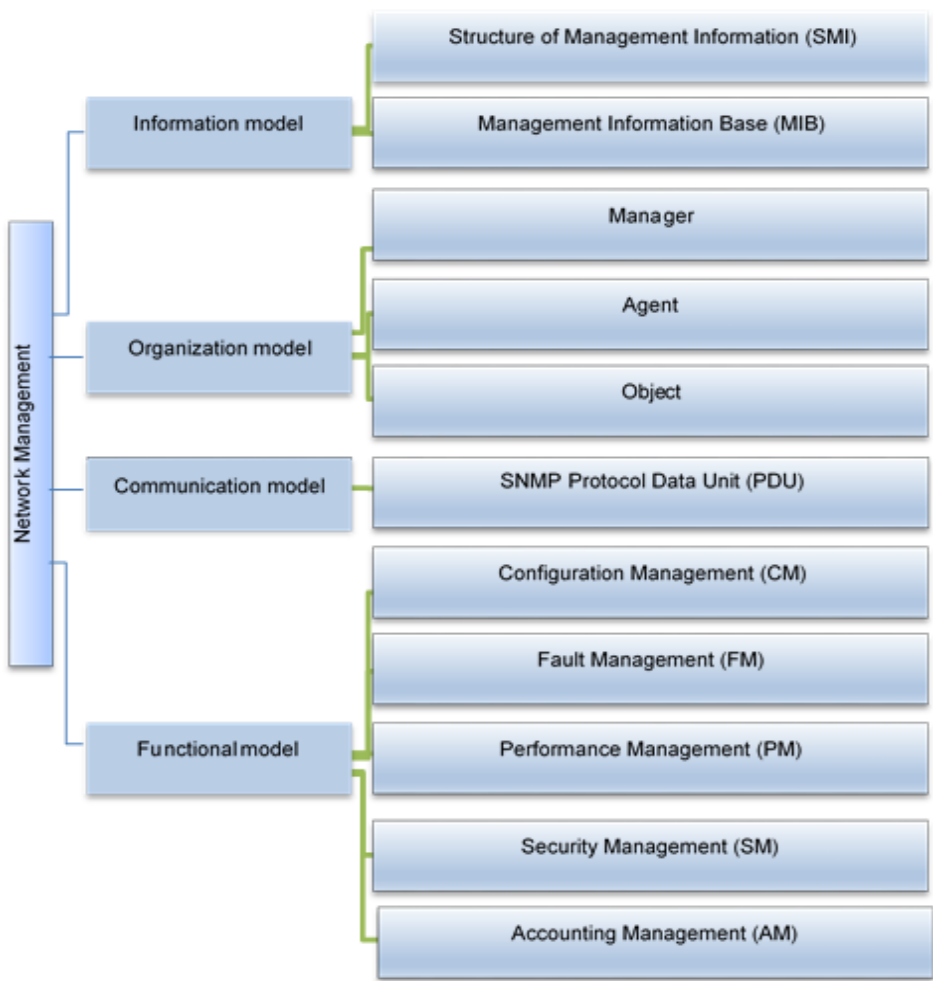 Network Management
Information model
Structure of Management Information (SMI)
Management Information Base (MIB)
Organization model
Manager
Agent
Object
Communication model
SNMP Protocol Data Unit (PDU)
Functional model
Configuration Management (CM)
Fault Management (FM)
Performance Management (PM)
Security Management (SM)
Accounting Management (AM)